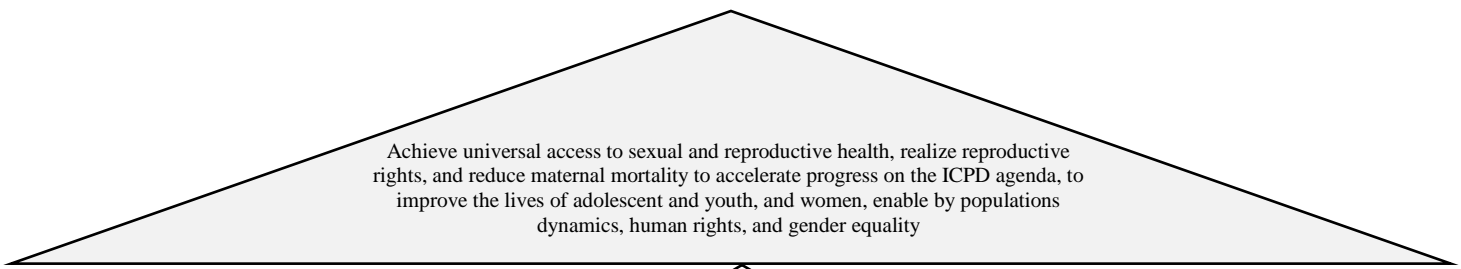 Achieve universal access to sexual and reproductive health, realize reproductive
rights, and reduce maternal mortality to accelerate progress on the ICPD agenda, to
improve the lives of adolescent and youth, and women, enable by populations
dynamics, human rights, and gender equality